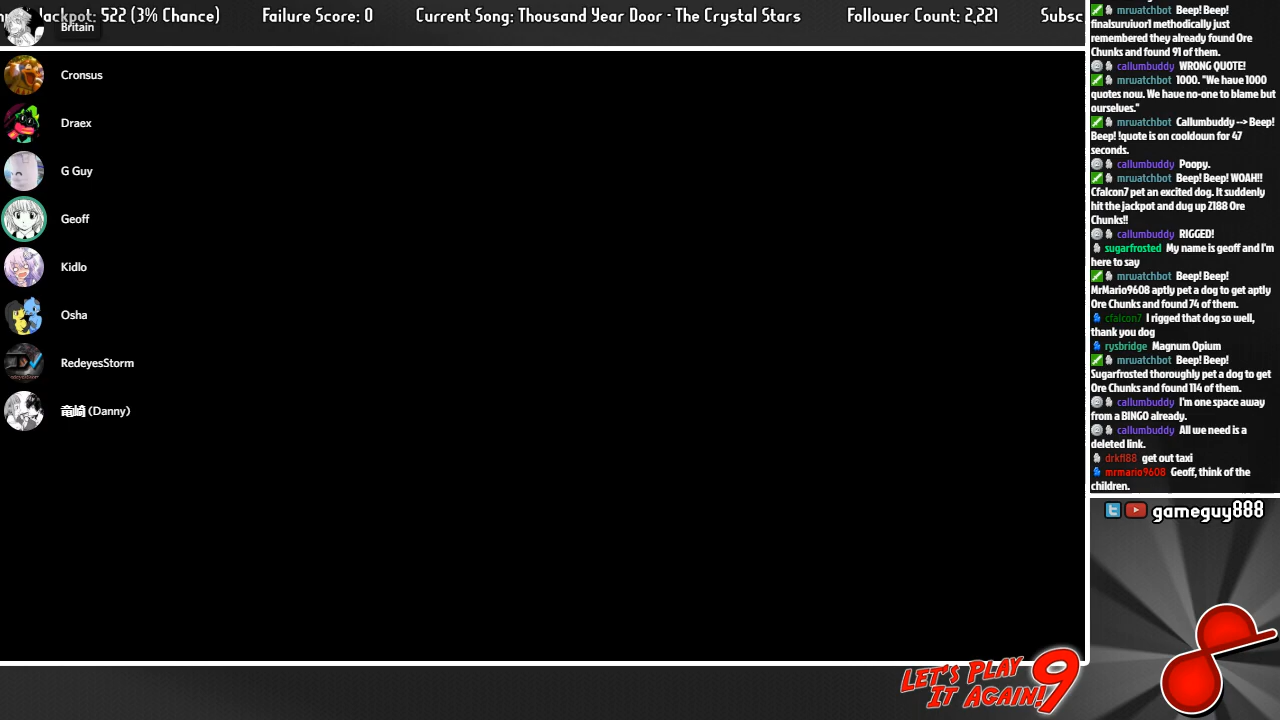 Jackpot: 522 (3% Chance) Failure Score: 0 Current Song: Thousand Year Door - The Crystal Stars Follower Count: 2,221 Subsc
Britain
Cronsus
Draex
G Guy
Geoff
Kidlo
Osha
RedeyesStorm
竜崎 (Danny)
mrwatchbot Beep! Beep!
finalsurvivor1 methodically just
remembered they already found Ore
Chunks and found 91 of them.
callumbuddy WRONG QUOTE!
mrwatchbot 1000. "We have 1000
quotes now. We have no-one to blame but
ourselves."
mrwatchbot Callumbuddy --> Beep!
Beep! !quote is on cooldown for 47
seconds.
callumbuddy Poopy.
mrwatchbot Beep! Beep! WOAH!!
Cfalcon7 pet an excited dog. It suddenly
hit the jackpot and dug up 2188 Ore
Chunks!!
callumbuddy RIGGED!
sugarfrosted My name is geoff and I'm
here to say
mrwatchbot Beep! Beep!
MrMario9608 aptly pet a dog to get aptly
Ore Chunks and found 74 of them.
cfalcon7 I rigged that dog so well,
thank you dog
rysbridge Magnum Opium
mrwatchbot Beep! Beep!
Sugarfrosted thoroughly pet a dog to get
Ore Chunks and found 114 of them.
callumbuddy I'm one space away
from a BINGO already.
callumbuddy All we need is a
deleted link.
drkfl88 get out taxi
mrmario9608 Geoff, think of the
children.
gameguy888
LET'S PLAY
IT AGAIN! 9